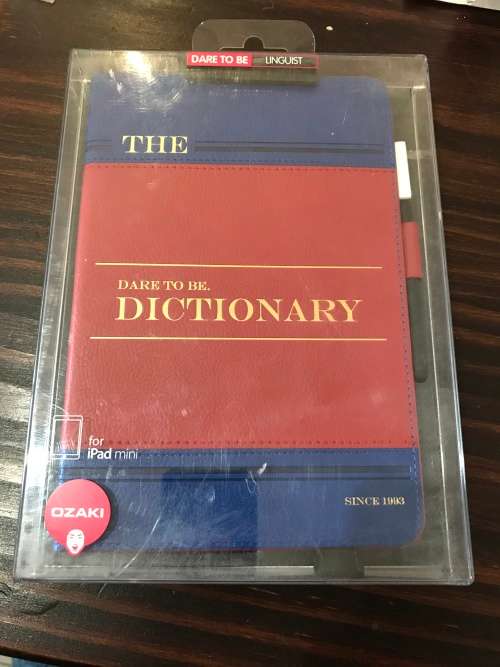 DARE TO BE LINGUIST
THE
DARE TO BE.
DICTIONARY
for
iPad mini
OZAKI
SINCE 1993